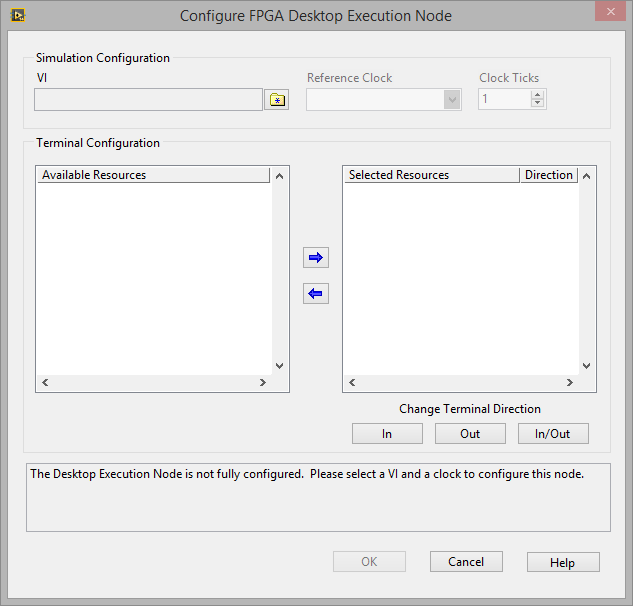 Configure FPGA Desktop Execution Node
Simulation Configuration
VI
Reference Clock
Clock Ticks
1
Terminal Configuration
Available Resources
Selected Resources
Direction
Change Terminal Direction
In
Out
In/Out
The Desktop Execution Node is not fully configured.  Please select a VI and a clock to configure this node.
OK
Cancel
Help